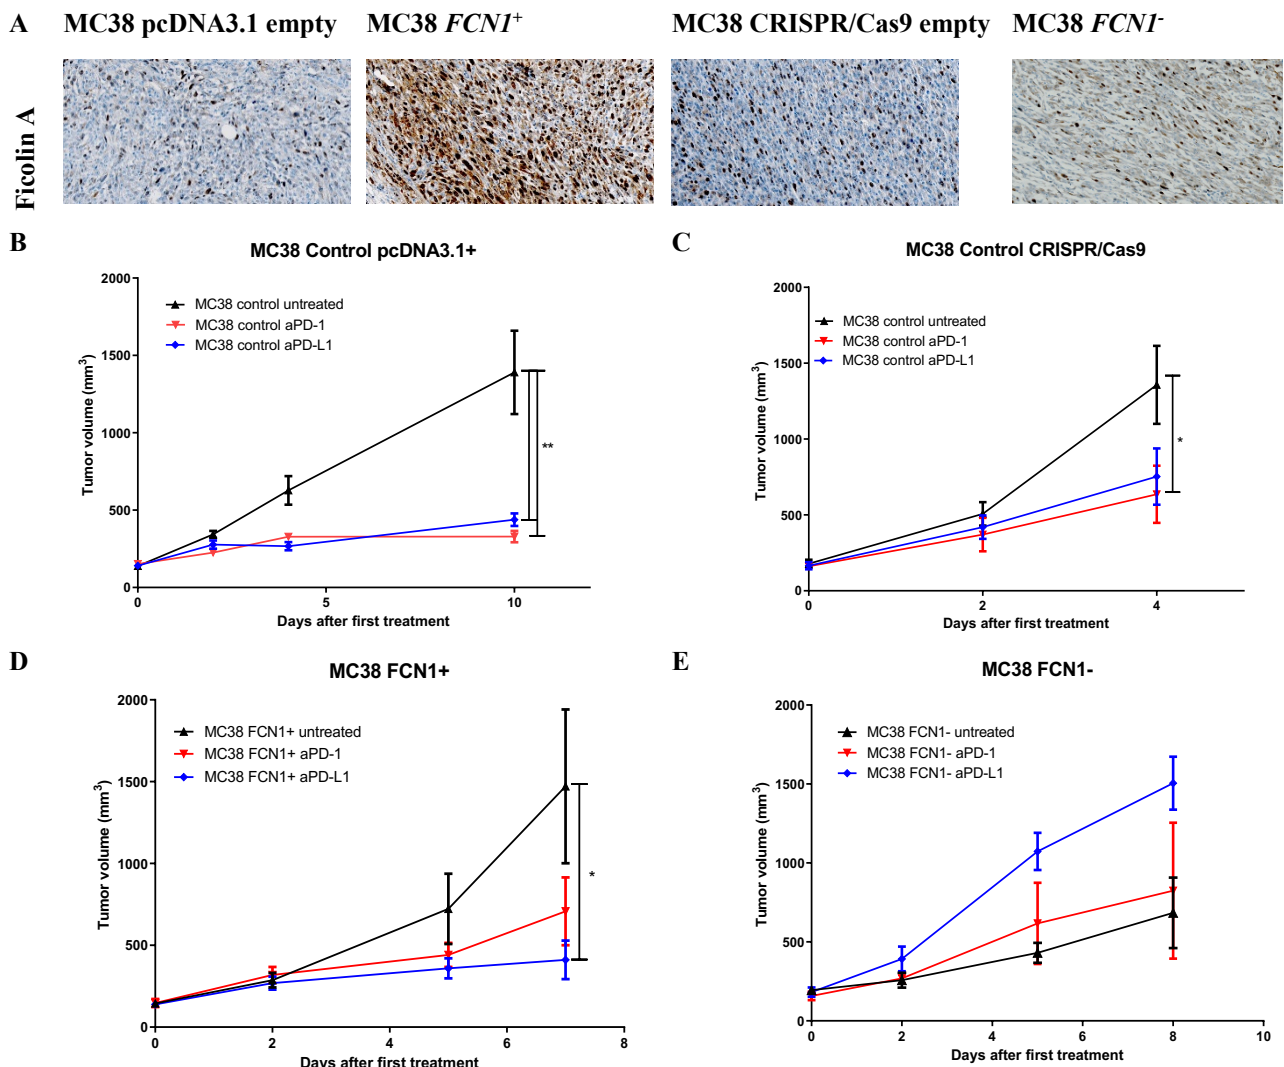 A MC38 pcDNA3.1 empty MC38 FCN1+ MC38 CRISPR/Cas9 empty MC38 FCN1-
Ficolin A
B
MC38 Control pcDNA3.1+
2000
1500
1000
500
0
Tumor volume (mm3)
MC38 control untreated
MC38 control aPD-1
MC38 control aPD-L1
**
0 5 10
Days after first treatment
C
MC38 Control CRISPR/Cas9
2000
1500
1000
500
0
Tumor volume (mm3)
MC38 control untreated
MC38 control aPD-1
MC38 control aPD-L1
*
0 2 4
Days after first treatment
D
MC38 FCN1+
2000
1500
1000
500
0
Tumor volume (mm3)
MC38 FCN1+ untreated
MC38 FCN1+ aPD-1
MC38 FCN1+ aPD-L1
*
0 2 4 6 8
Days after first treatment
E
MC38 FCN1-
2000
1500
1000
500
0
Tumor volume (mm3)
MC38 FCN1- untreated
MC38 FCN1- aPD-1
MC38 FCN1- aPD-L1
0 2 4 6 8 10
Days after first treatment